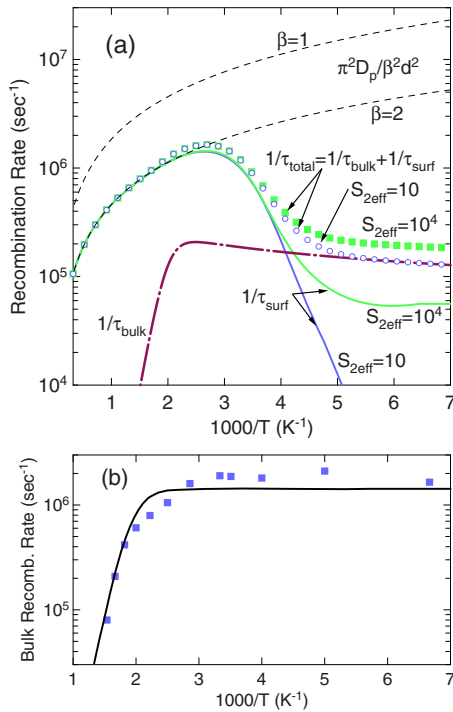 (a)
β=1
π²Dₚ/β²d²
β=2
1/τ_total=1/τ_bulk+1/τ_surf
S_2eff=10
S_2eff=10⁴
1/τ_bulk
1/τ_surf
S_2eff=10⁴
S_2eff=10
Recombination Rate (sec⁻¹)
10⁷
10⁶
10⁵
10⁴
1 2 3 4 5 6 7
1000/T (K⁻¹)
(b)
Bulk Recomb. Rate (sec⁻¹)
10⁶
10⁵
1 2 3 4 5 6 7
1000/T (K⁻¹)